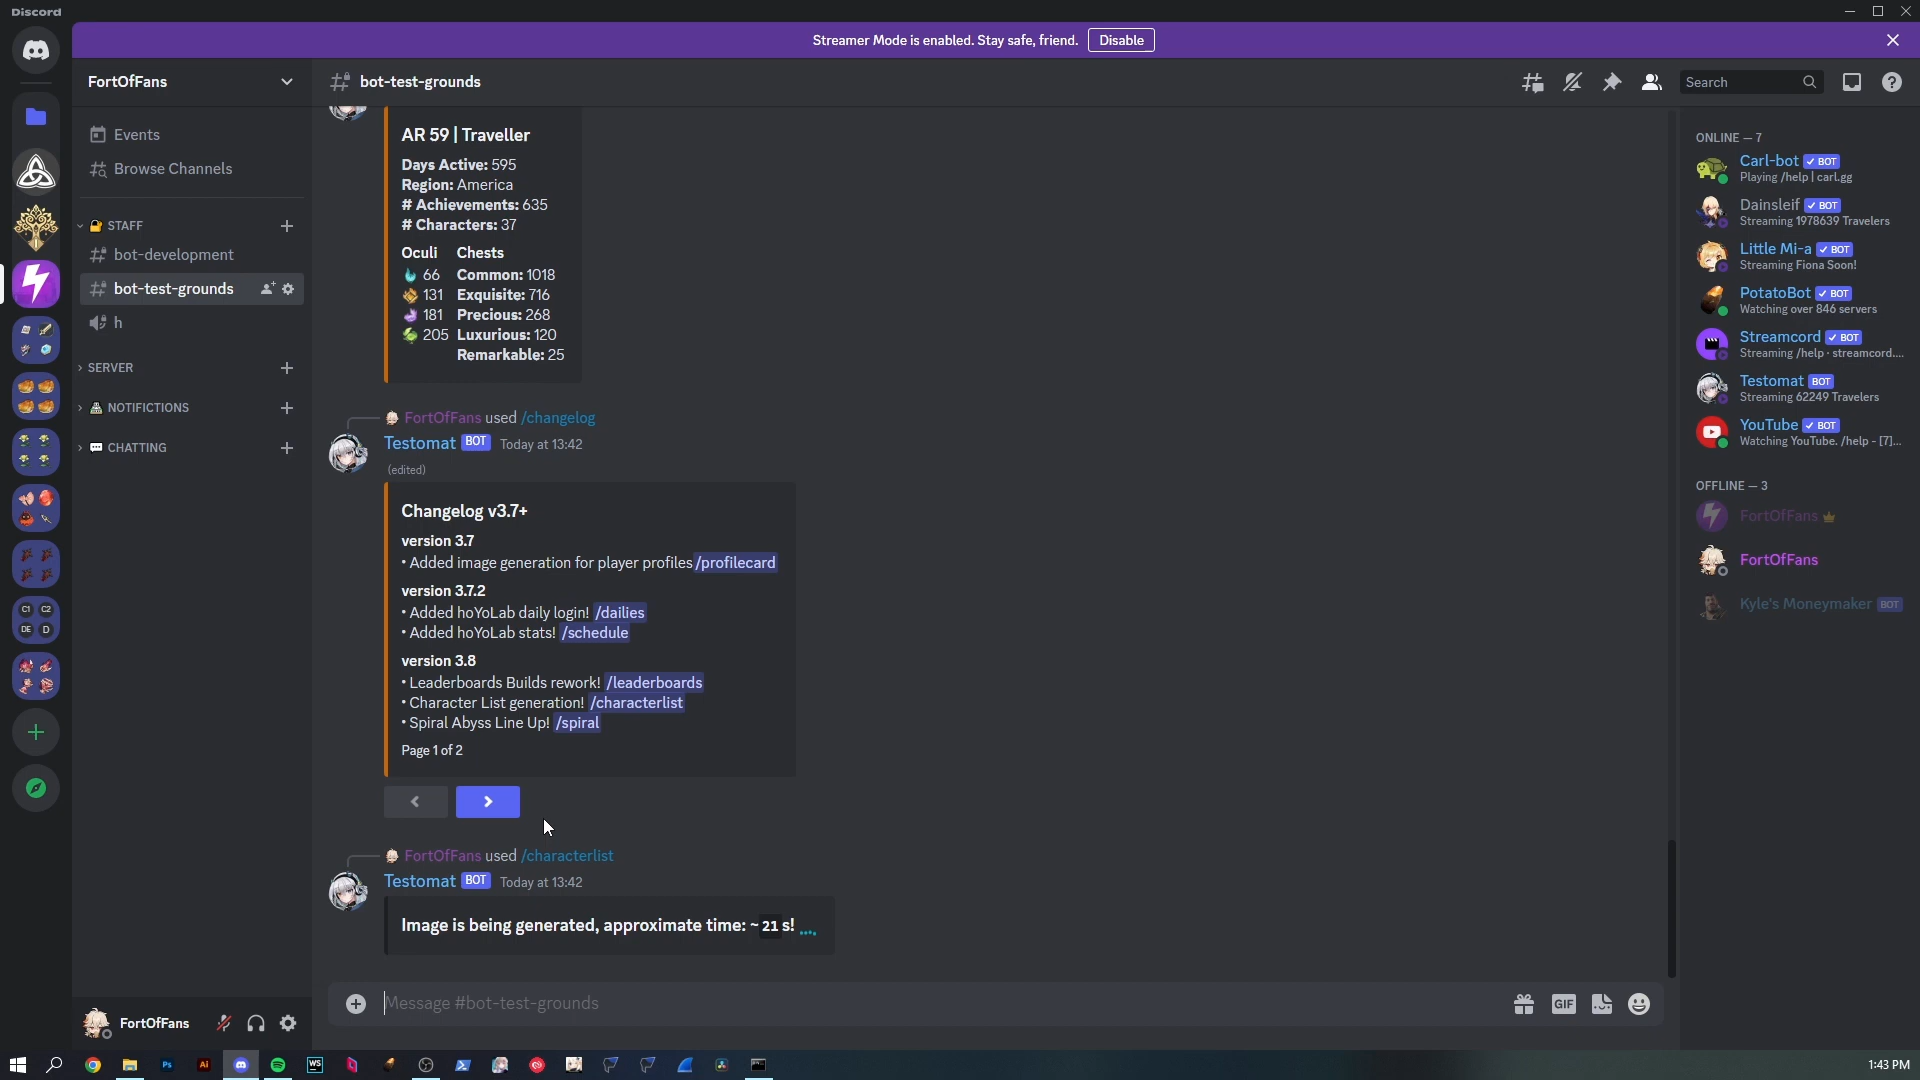 Discord
Streamer Mode is enabled. Stay safe, friend.
Disable
FortOfFans
bot-test-grounds
Search
Events
Browse Channels
STAFF
bot-development
bot-test-grounds
h
SERVER
NOTIFICTIONS
CHATTING
AR 59 | Traveller
Days Active: 595
Region: America
# Achievements: 635
# Characters: 37
Oculi Chests
66 Common: 1018
131 Exquisite: 716
181 Precious: 268
205 Luxurious: 120
Remarkable: 25
FortOfFans used /changelog
Testomat BOT Today at 13:42
(edited)
Changelog v3.7+
version 3.7
• Added image generation for player profiles /profilecard
version 3.7.2
• Added hoYoLab daily login! /dailies
• Added hoYoLab stats! /schedule
version 3.8
• Leaderboards Builds rework! /leaderboards
• Character List generation! /characterlist
• Spiral Abyss Line Up! /spiral
Page 1 of 2
FortOfFans used /characterlist
Testomat BOT Today at 13:42
Image is being generated, approximate time: ~ 21 s!
Message #bot-test-grounds
GIF
ONLINE — 7
Carl-bot ✓ BOT
Playing /help | carl.gg
Dainsleif ✓ BOT
Streaming 1978639 Travelers
Little Mi-a ✓ BOT
Streaming Fiona Soon!
PotatoBot ✓ BOT
Watching over 846 servers
Streamcord ✓ BOT
Streaming /help · streamcord....
Testomat BOT
Streaming 62249 Travelers
YouTube ✓ BOT
Watching YouTube. /help - [7]...
OFFLINE — 3
FortOfFans
FortOfFans
Kyle's Moneymaker BOT
C1 C2
DE D
FortOfFans
Ps
Ai
WS
1:43 PM